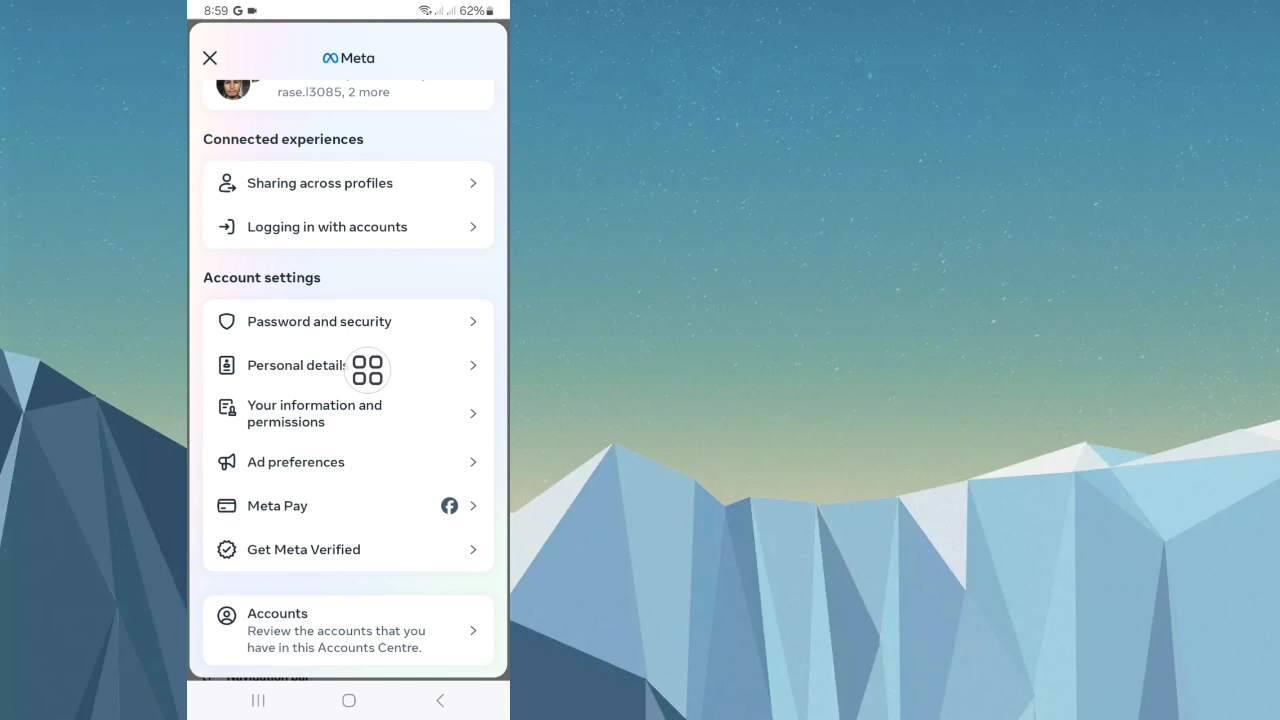 8:59 62%
Meta
rase.l3085, 2 more
Connected experiences
Sharing across profiles
Logging in with accounts
Account settings
Password and security
Personal details
Your information and
permissions
Ad preferences
Meta Pay
Get Meta Verified
Accounts
Review the accounts that you
have in this Accounts Centre.
Navigation bar